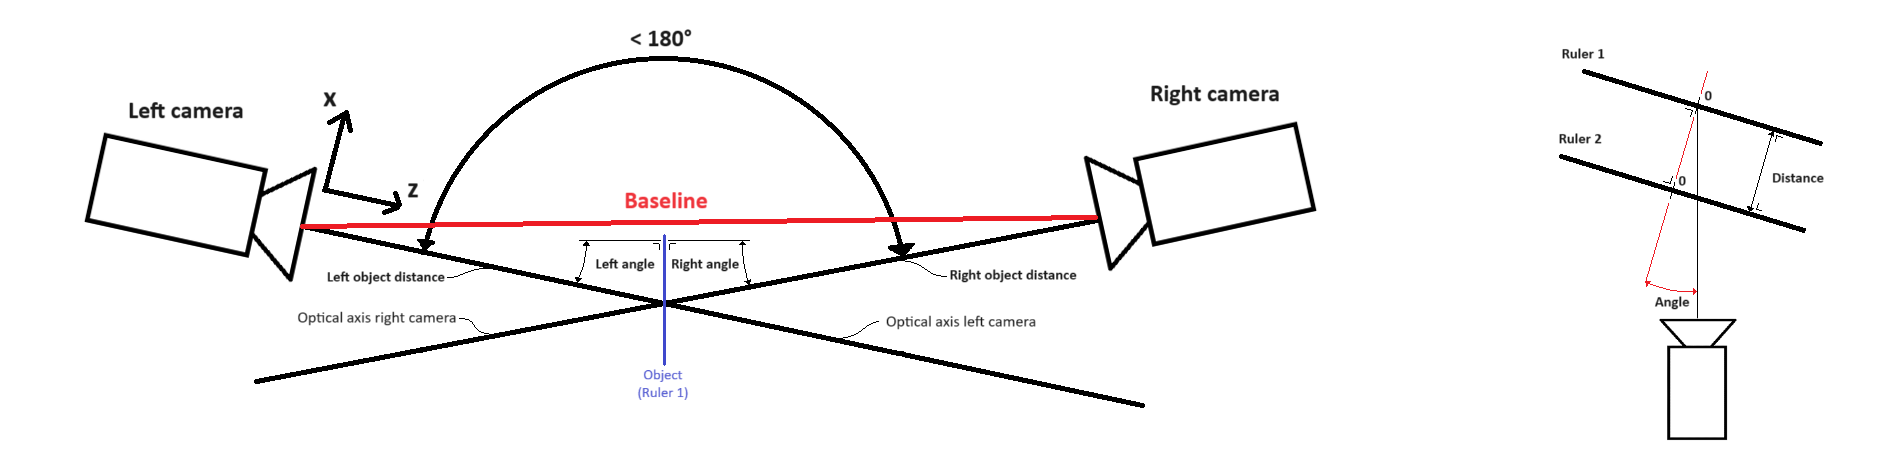 < 180°
Left camera
X
Z
Right camera
Baseline
Left angle
Right angle
Left object distance
Right object distance
Optical axis right camera
Optical axis left camera
Object
(Ruler 1)
Ruler 1
0
Ruler 2
0
Distance
Angle